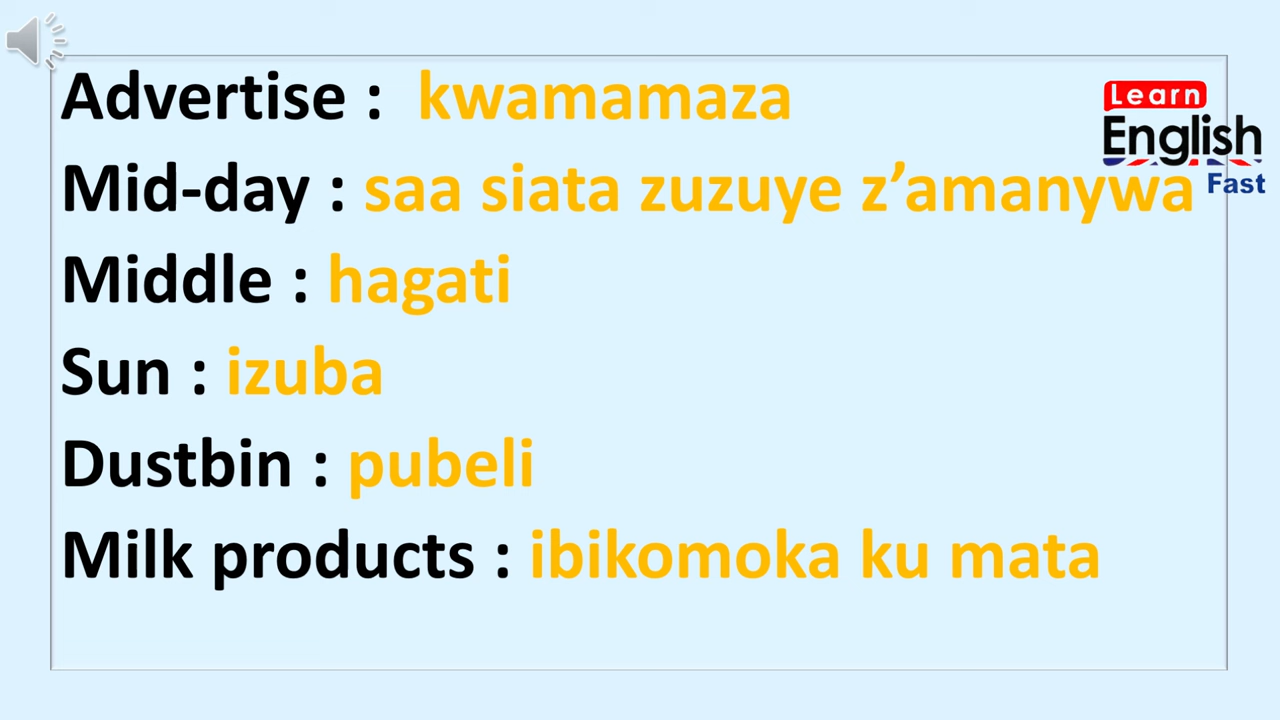 Advertise : kwamamaza
Learn
English
Fast
Mid-day : saa siata zuzuye z’amanywa
Middle : hagati
Sun : izuba
Dustbin : pubeli
Milk products : ibikomoka ku mata